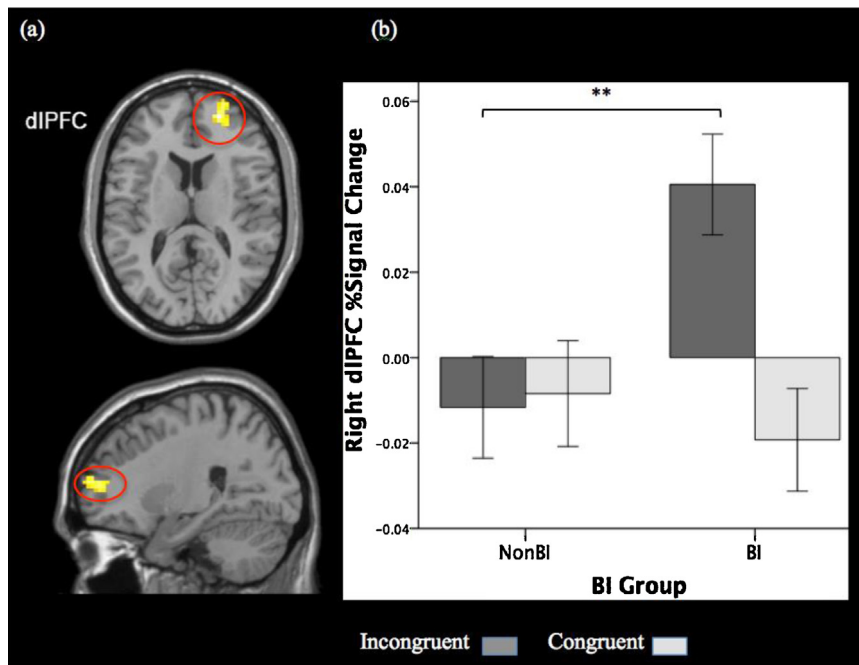 (a)
(b)
dlPFC
**
Right dlPFC %Signal Change
0.06
0.04
0.02
0.00
-0.02
-0.04
NonBI
BI
BI Group
Incongruent
Congruent